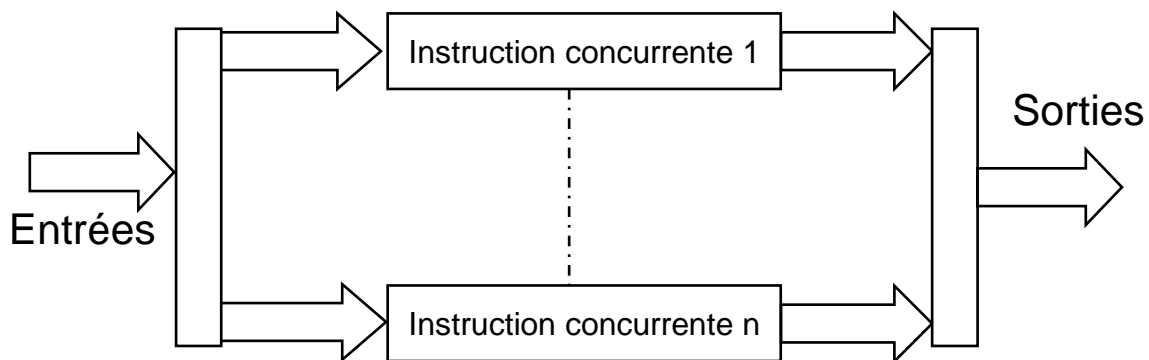 Instruction concurrente 1
Sorties
Entrées
Instruction concurrente n